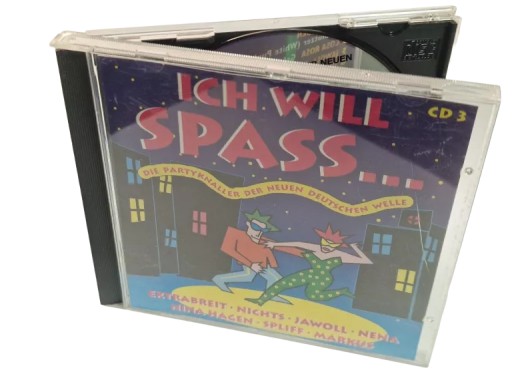 ICH WILL
SPASS...
CD 3
DIE PARTYKNALLER DER NEUEN DEUTSCHEN WELLE
EXTRABREIT · NICHTS · JAWOLL · NENA
NINA HAGEN · SPLIFF · MARKUS
NEUEN